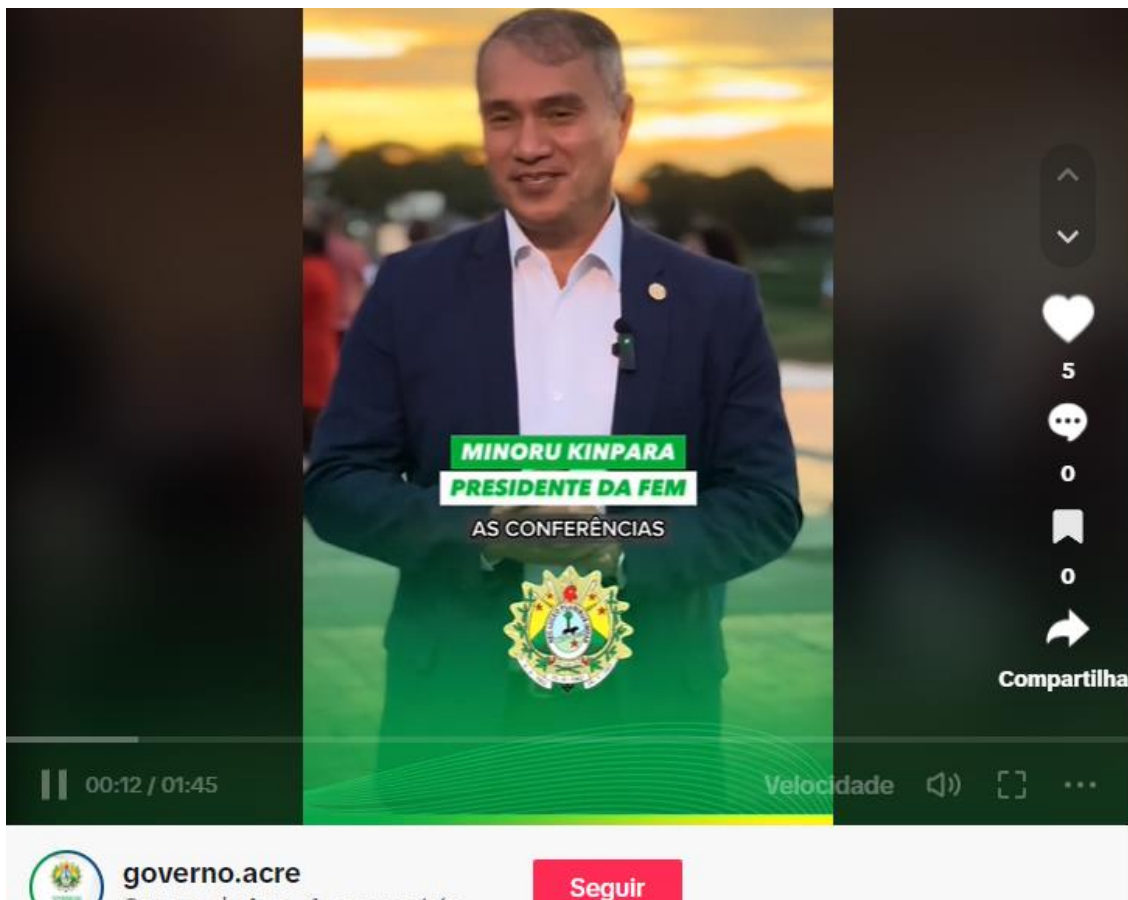 MINORU KINPARA
PRESIDENTE DA FEM
AS CONFERÊNCIAS
5
0
0
Compartilha
00:12 / 01:45
Velocidade
governo.acre
Seguir